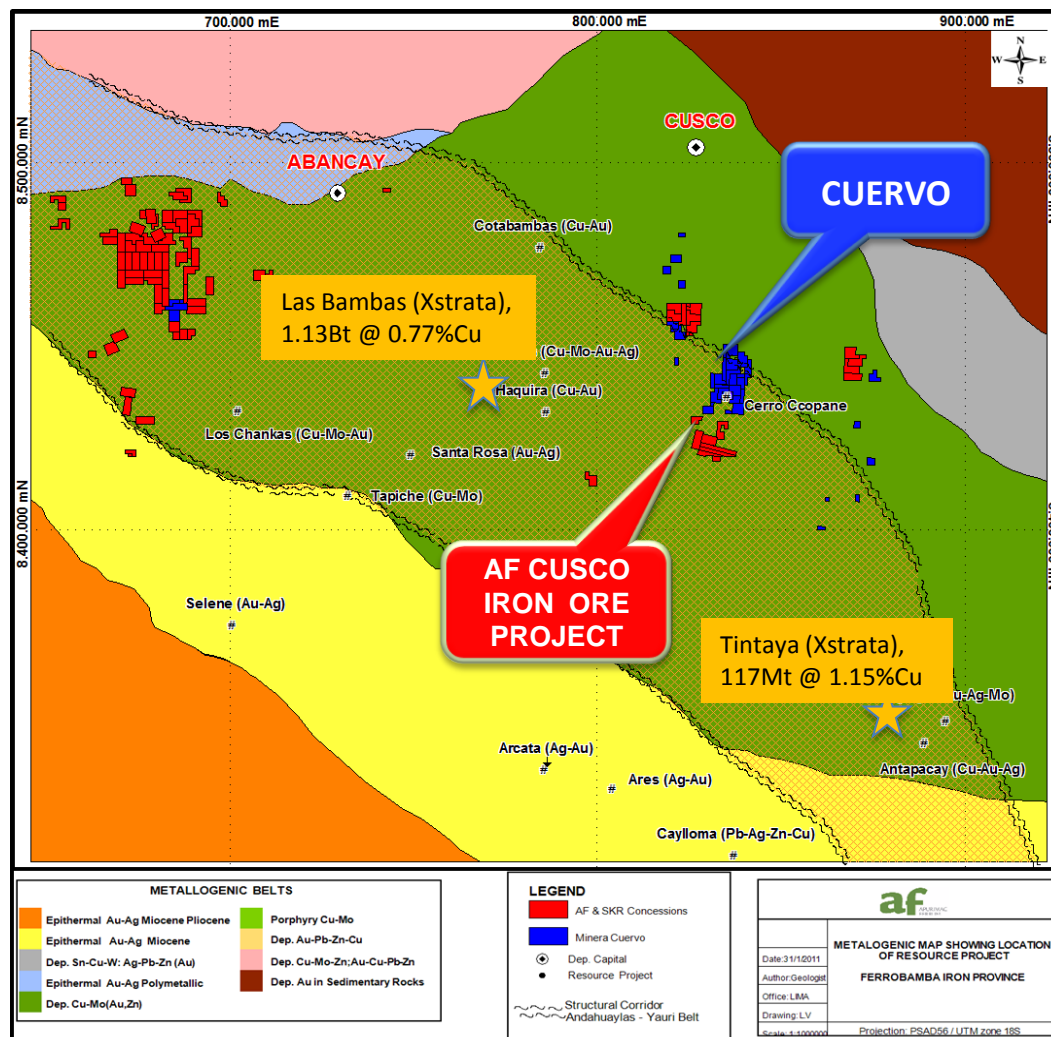 700.000 mE
800.000 mE
900.000 mE
N
W E
S
8.500.000 mN
8.400.000 mN
CUSCO
ABANCAY
CUERVO
Cotabambas (Cu-Au)
Las Bambas (Xstrata),
1.13Bt @ 0.77%Cu
(Cu-Mo-Au-Ag)
Haquira (Cu-Au)
Cerro Ccopane
Los Chankas (Cu-Mo-Au)
Santa Rosa (Au-Ag)
Tapiche (Cu-Mo)
AF CUSCO
IRON ORE
PROJECT
Selene (Au-Ag)
Tintaya (Xstrata),
117Mt @ 1.15%Cu
u-Ag-Mo)
Arcata (Ag-Au)
Antapacay (Cu-Au-Ag)
Ares (Ag-Au)
Caylloma (Pb-Ag-Zn-Cu)
METALLOGENIC BELTS
Epithermal Au-Ag Miocene Pliocene
Epithermal Au-Ag Miocene
Dep. Sn-Cu-W: Ag-Pb-Zn (Au)
Epithermal Au-Ag Polymetallic
Dep. Cu-Mo(Au,Zn)
Porphyry Cu-Mo
Dep. Au-Pb-Zn-Cu
Dep. Cu-Mo-Zn;Au-Cu-Pb-Zn
Dep. Au in Sedimentary Rocks
LEGEND
AF & SKR Concessions
Minera Cuervo
Dep. Capital
Resource Project
Structural Corridor
Andahuaylas - Yauri Belt
af
Date:31/1/2011
Author:Geologist
Office: LIMA
Drawing: L.V
Scale: 1:1000000
METALOGENIC MAP SHOWING LOCATION
OF RESOURCE PROJECT
FERROBAMBA IRON PROVINCE
Projection: PSAD56 / UTM zone 18S